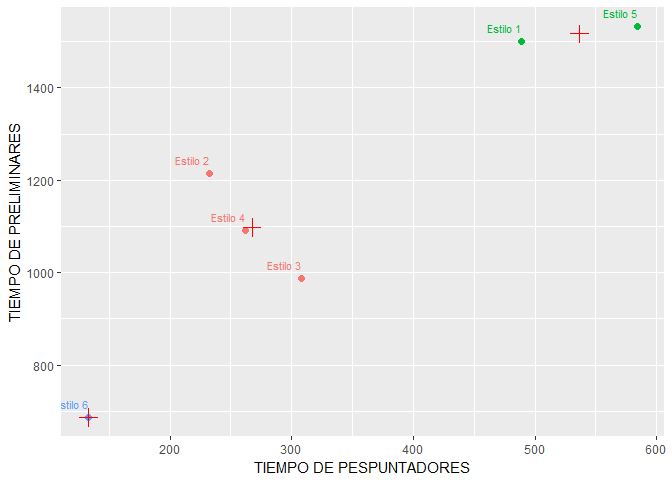 Estilo 5
Estilo 1
1400
Estilo 2
1200
Estilo 4
Estilo 3
1000
800
stilo 6
200
300
400
500
600
TIEMPO DE PESPUNTADORES
TIEMPO DE PRELIMINARES